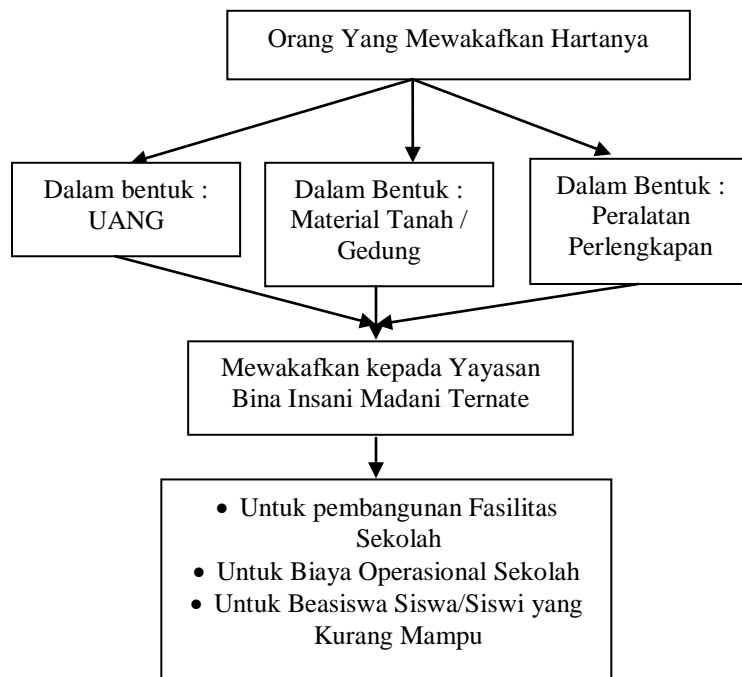 Orang Yang Mewakafkan Hartanya
Dalam bentuk :
UANG
Dalam Bentuk :
Material Tanah /
Gedung
Dalam Bentuk :
Peralatan
Perlengkapan
Mewakafkan kepada Yayasan
Bina Insani Madani Ternate
• Untuk pembangunan Fasilitas
Sekolah
• Untuk Biaya Operasional Sekolah
• Untuk Beasiswa Siswa/Siswi yang
Kurang Mampu